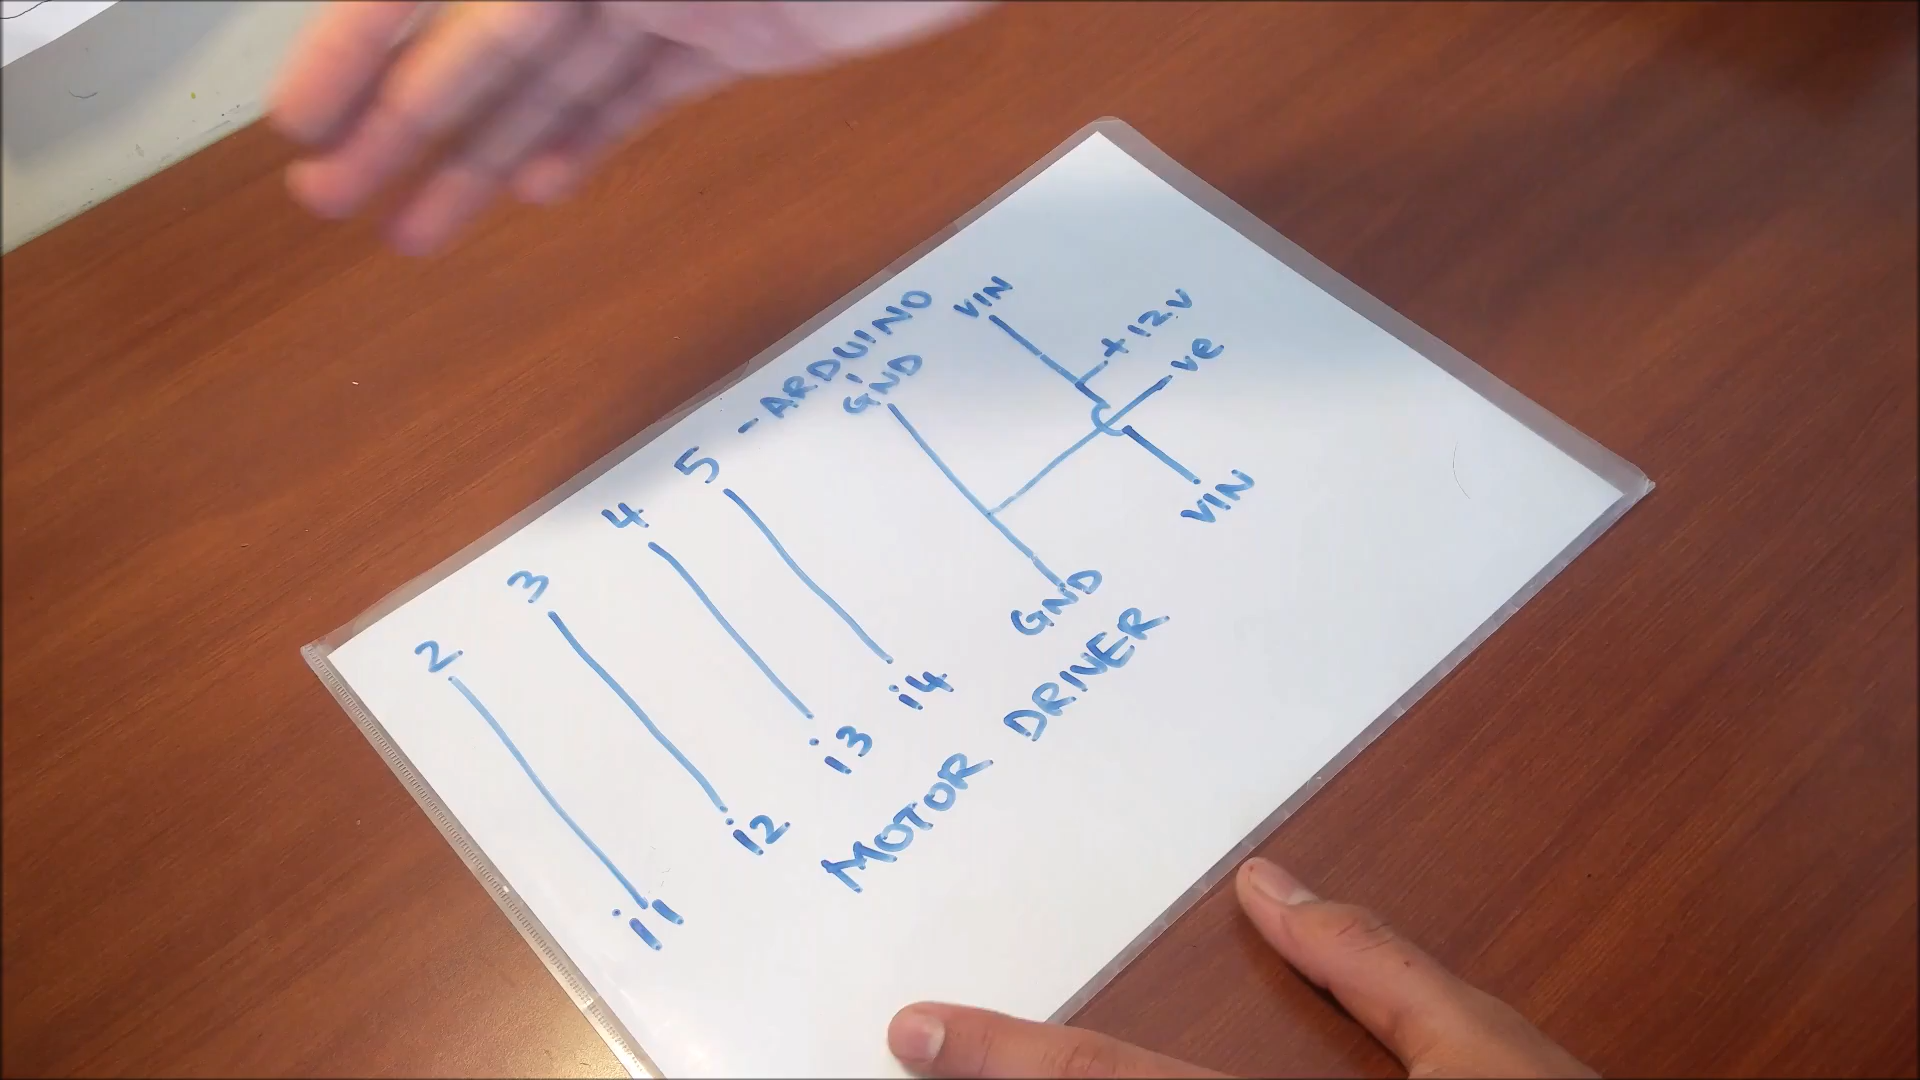 2 3 4 5 - ARDUINO
GND
VIN
+12V
ve
VIN
GND
i1 i2 i3 i4
MOTOR DRIVER